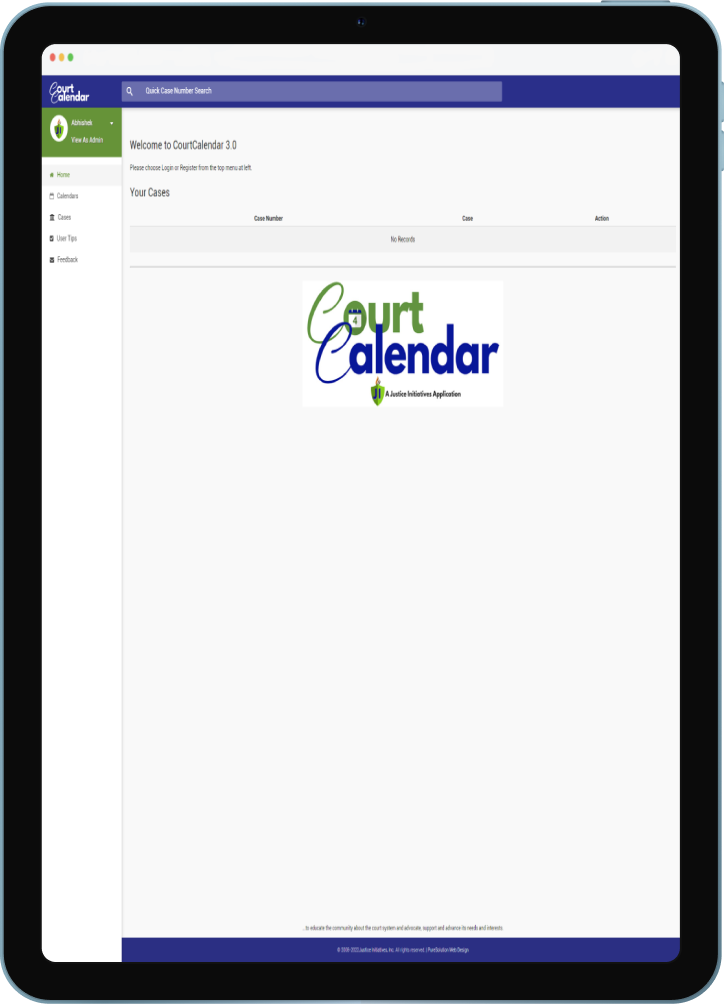 Court
Calendar
Quick Case Number Search
Abhishek
View As Admin
JI
Home
Calendars
Cases
User Tips
Feedback
Welcome to CourtCalendar 3.0
Please choose Login or Register from the top menu at left.
Your Cases
Case Number Case Action
No Records
Court
4
Calendar
JI A Justice Initiatives Application
...to educate the community about the court system and advocate, support and advance its needs and interests.
Justice Initiatives, Inc. All rights reserved. | PureSolution Web Design